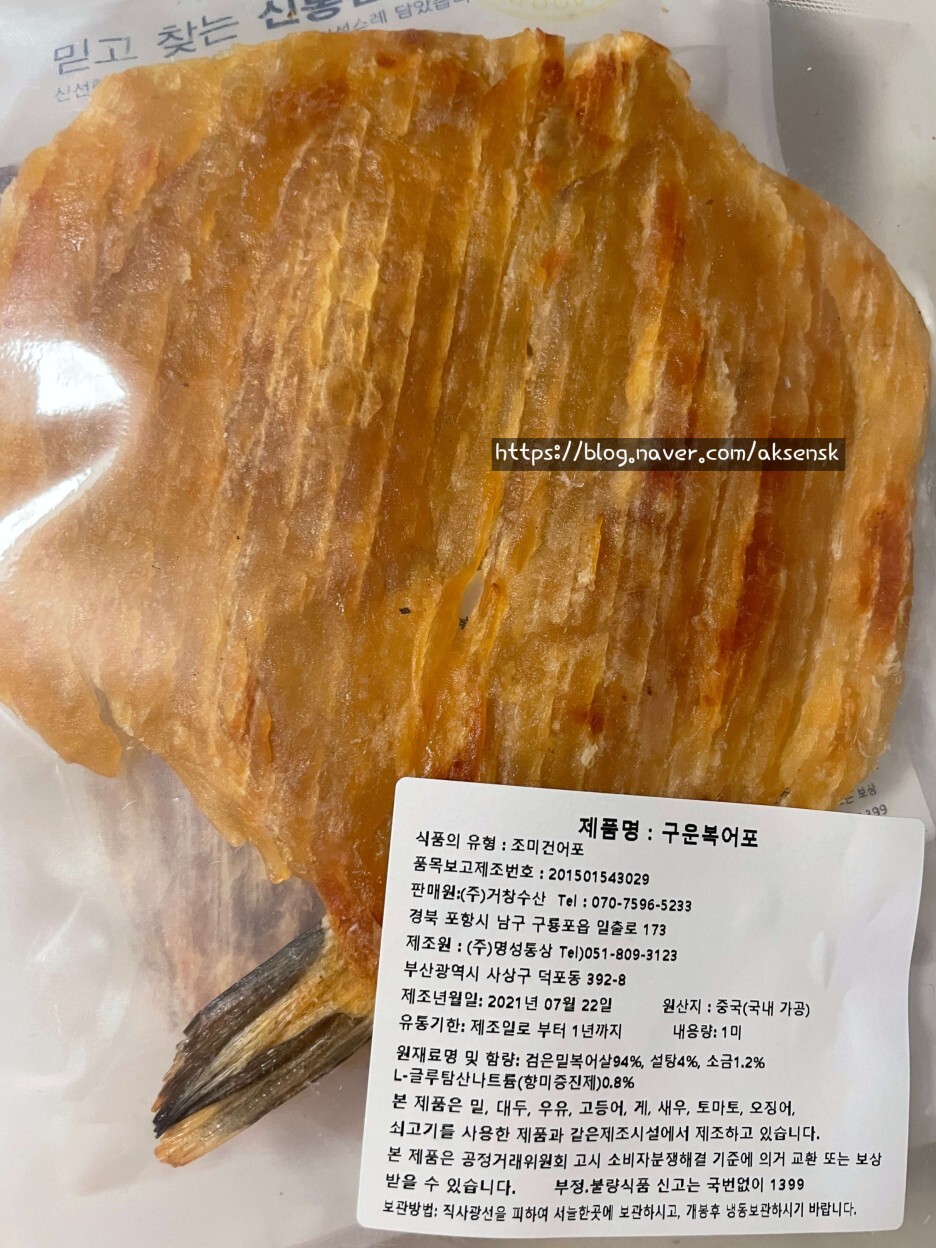 믿고 찾는
담았습니
신선
https://blog.naver.com/aksensk
제품명 : 구운복어포
식품의 유형 : 조미건어포
품목보고제조번호 : 201501543029
판매원:(주)거창수산 Tel : 070-7596-5233
경북 포항시 남구 구룡포읍 일출로 173
제조원 : (주)명성통상 Tel)051-809-3123
부산광역시 사상구 덕포동 392-8
제조년월일: 2021년 07월 22일 원산지 : 중국(국내 가공)
유통기한: 제조일로 부터 1년까지 내용량: 1미
원재료명 및 함량: 검은밀복어살94%, 설탕4%, 소금1.2%
L-글루탐산나트륨(향미증진제)0.8%
본 제품은 밀, 대두, 우유, 고등어, 게, 새우, 토마토, 오징어,
쇠고기를 사용한 제품과 같은제조시설에서 제조하고 있습니다.
본 제품은 공정거래위원회 고시 소비자분쟁해결 기준에 의거 교환 또는 보상
받을 수 있습니다. 부정.불량식품 신고는 국번없이 1399
보관방법: 직사광선을 피하여 서늘한곳에 보관하시고, 개봉후 냉동보관하시기 바랍니다.